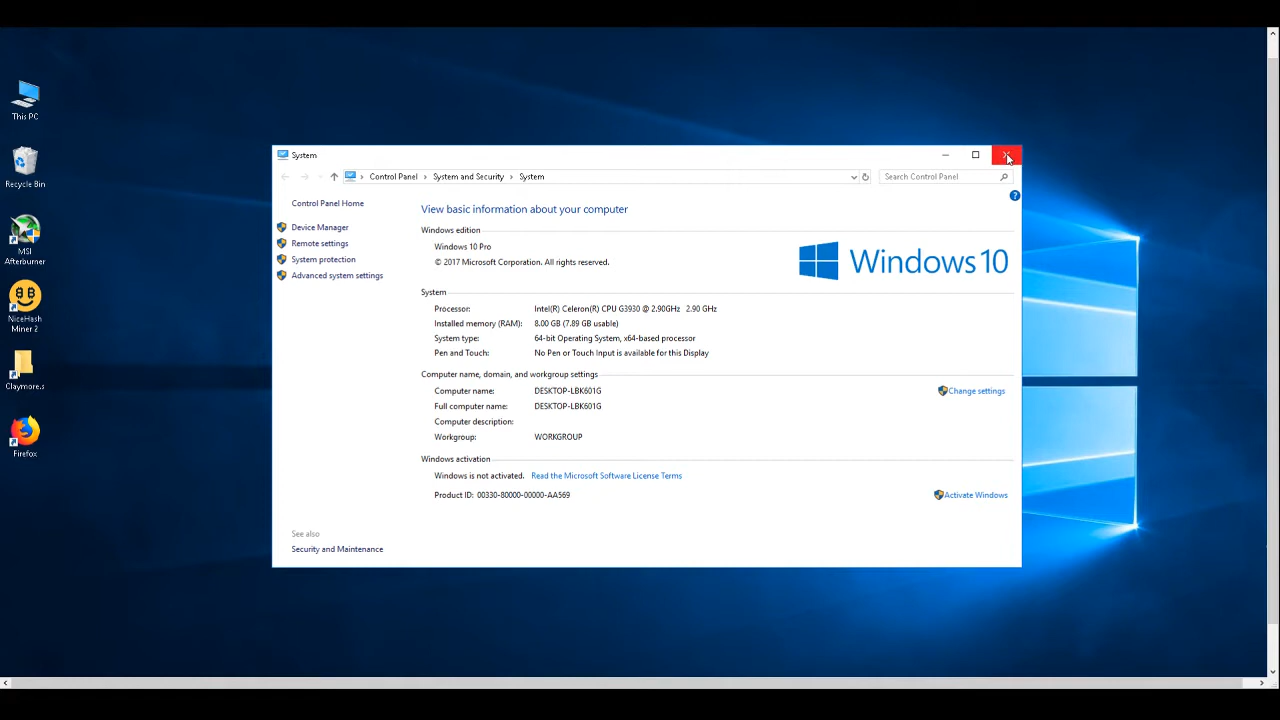 This PC
Recycle Bin
MSI
Afterburner
NiceHash
Miner 2
Claymore.s
Firefox
System
Control Panel › System and Security › System
Search Control Panel
Control Panel Home
Device Manager
Remote settings
System protection
Advanced system settings
See also
Security and Maintenance
View basic information about your computer
Windows edition
Windows 10 Pro
© 2017 Microsoft Corporation. All rights reserved.
Windows 10
System
Processor: Intel(R) Celeron(R) CPU G3930 @ 2.90GHz 2.90 GHz
Installed memory (RAM): 8.00 GB (7.89 GB usable)
System type: 64-bit Operating System, x64-based processor
Pen and Touch: No Pen or Touch Input is available for this Display
Computer name, domain, and workgroup settings
Computer name: DESKTOP-LBK601G
Change settings
Full computer name: DESKTOP-LBK601G
Computer description:
Workgroup: WORKGROUP
Windows activation
Windows is not activated. Read the Microsoft Software License Terms
Product ID: 00330-80000-00000-AA569
Activate Windows